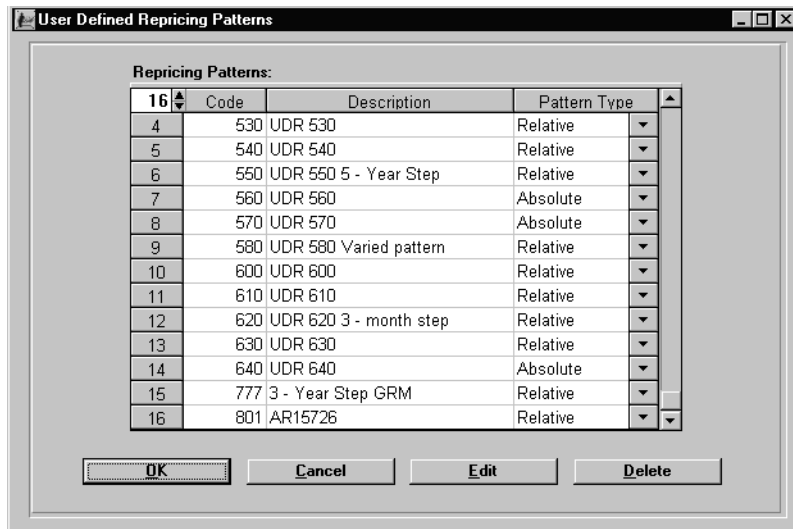 User Defined Repricing Patterns
Repricing Patterns:
16 Code Description Pattern Type
4 530 UDR 530 Relative
5 540 UDR 540 Relative
6 550 UDR 550 5 - Year Step Relative
7 560 UDR 560 Absolute
8 570 UDR 570 Absolute
9 580 UDR 580 Varied pattern Relative
10 600 UDR 600 Relative
11 610 UDR 610 Relative
12 620 UDR 620 3 - month step Relative
13 630 UDR 630 Relative
14 640 UDR 640 Absolute
15 777 3 - Year Step GRM Relative
16 801 AR15726 Relative
OK Cancel Edit Delete